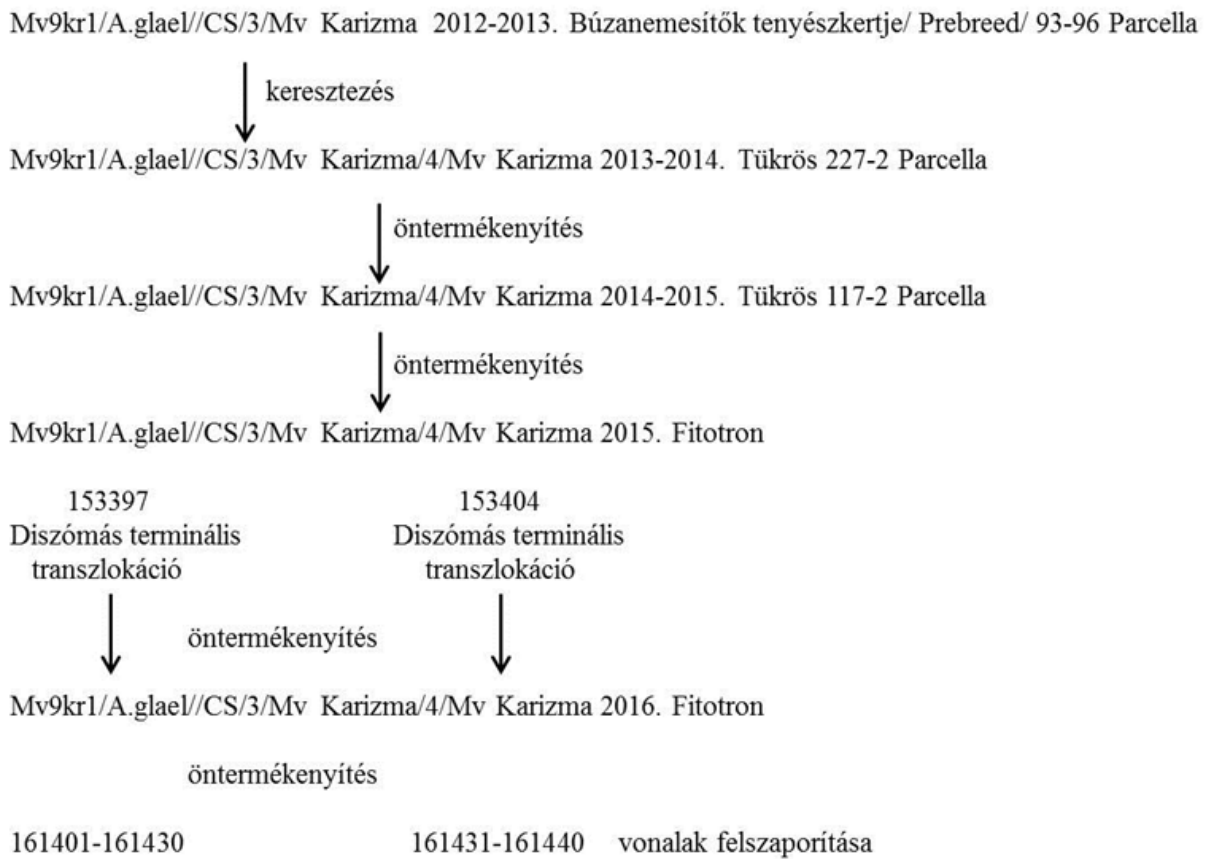 Mv9kr1/A.glael//CS/3/Mv Karizma 2012-2013. Búzanemesítők tenyészkertje/ Prebreed/ 93-96 Parcella
keresztezés
Mv9kr1/A.glael//CS/3/Mv Karizma/4/Mv Karizma 2013-2014. Tükrös 227-2 Parcella
öntermékenyítés
Mv9kr1/A.glael//CS/3/Mv Karizma/4/Mv Karizma 2014-2015. Tükrös 117-2 Parcella
öntermékenyítés
Mv9kr1/A.glael//CS/3/Mv Karizma/4/Mv Karizma 2015. Fitotron
153397 153404
Diszómás terminális Diszómás terminális
transzlokáció transzlokáció
öntermékenyítés
Mv9kr1/A.glael//CS/3/Mv Karizma/4/Mv Karizma 2016. Fitotron
öntermékenyítés
161401-161430 161431-161440 vonalak felszaporítása